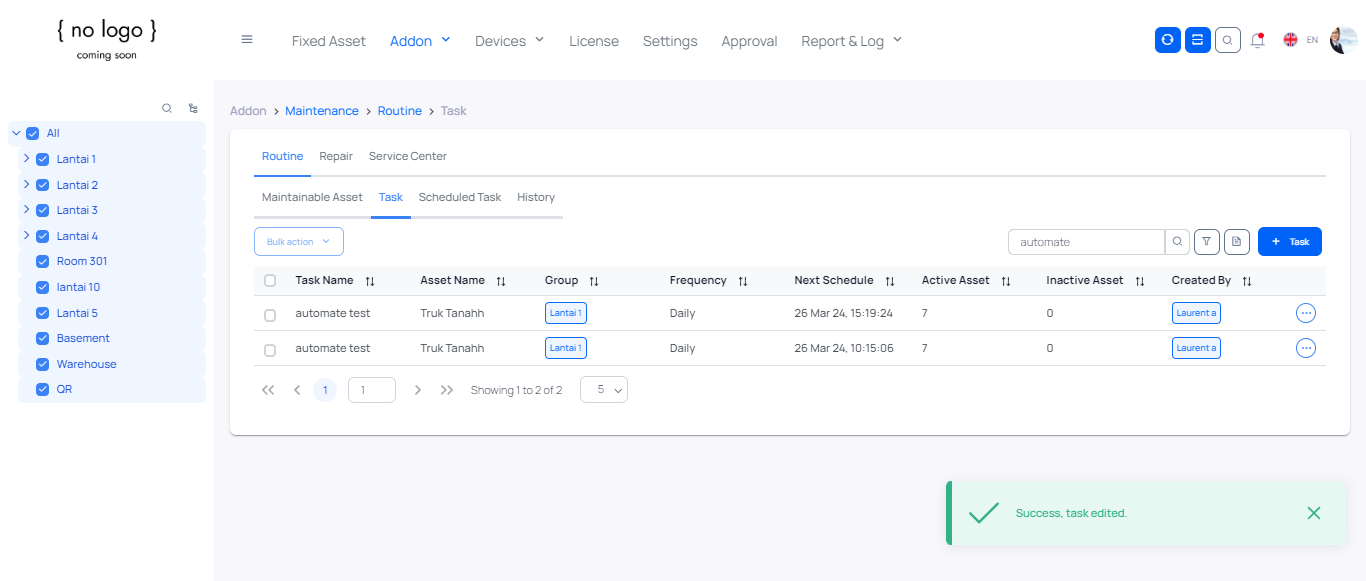 { no logo }
coming soon
Fixed Asset Addon Devices License Settings Approval Report & Log EN
Addon > Maintenance > Routine > Task
All
Lantai 1
Lantai 2
Lantai 3
Lantai 4
Room 301
lantai 10
Lantai 5
Basement
Warehouse
QR
Routine Repair Service Center
Maintainable Asset Task Scheduled Task History
Bulk action automate + Task
Task Name Asset Name Group Frequency Next Schedule Active Asset Inactive Asset Created By
automate test Truk Tanahh Lantai 1 Daily 26 Mar 24, 15:19:24 7 0 Laurent a
automate test Truk Tanahh Lantai 1 Daily 26 Mar 24, 10:15:06 7 0 Laurent a
1 1 Showing 1 to 2 of 2 5
Success, task edited.